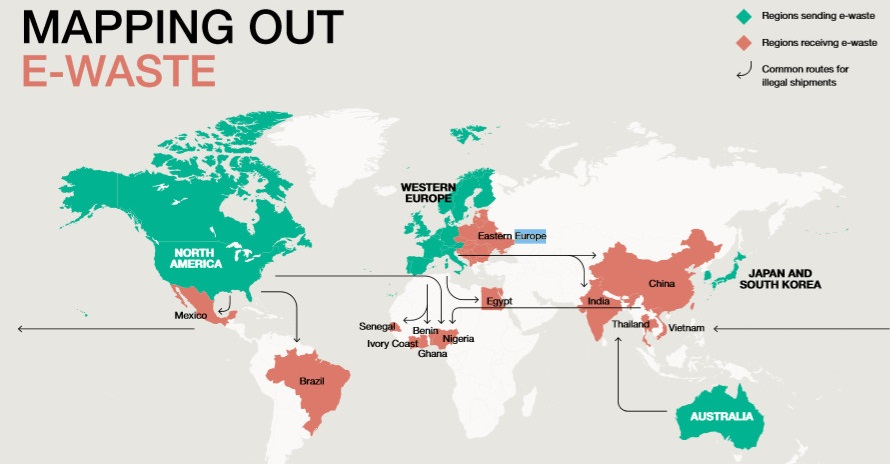 MAPPING OUT
E-WASTE
Regions sending e-waste
Regions receivng e-waste
Common routes for
illegal shipments
WESTERN
EUROPE
Eastern Europe
NORTH
AMERICA
JAPAN AND
SOUTH KOREA
China
Mexico
Egypt
India
Senegal
Benin
Nigeria
Thailand
Vietnam
Ivory Coast
Ghana
Brazil
AUSTRALIA